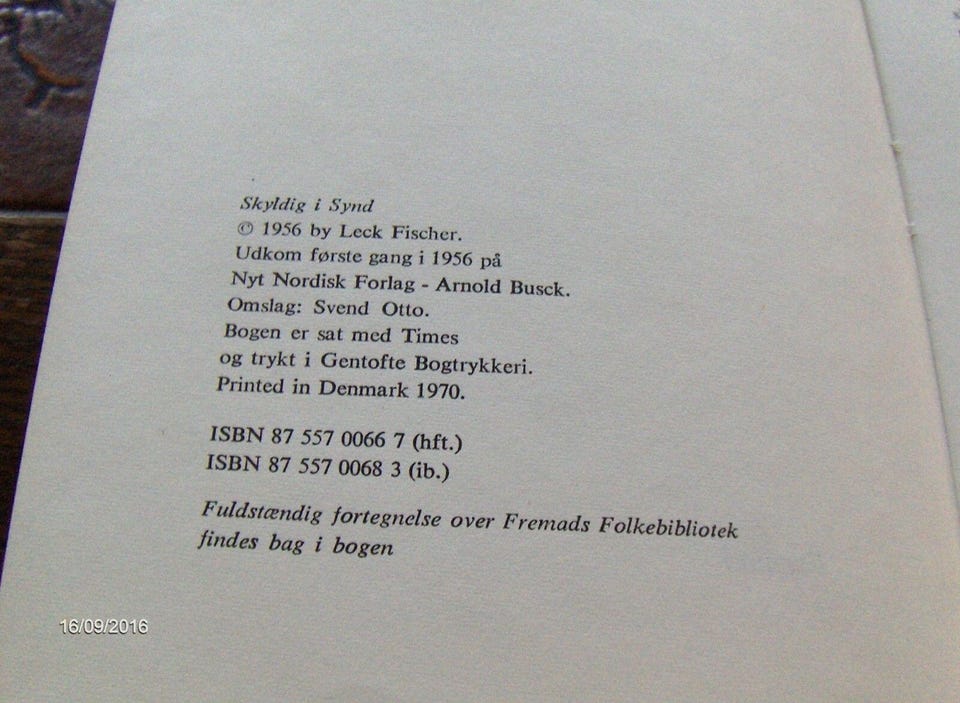 Skyldig i Synd
© 1956 by Leck Fischer.
Udkom første gang i 1956 på
Nyt Nordisk Forlag - Arnold Busck.
Omslag: Svend Otto.
Bogen er sat med Times
og trykt i Gentofte Bogtrykkeri.
Printed in Denmark 1970.
ISBN 87 557 0066 7 (hft.)
ISBN 87 557 0068 3 (ib.)
Fuldstændig fortegnelse over Fremads Folkebibliotek
findes bag i bogen
16/09/2016